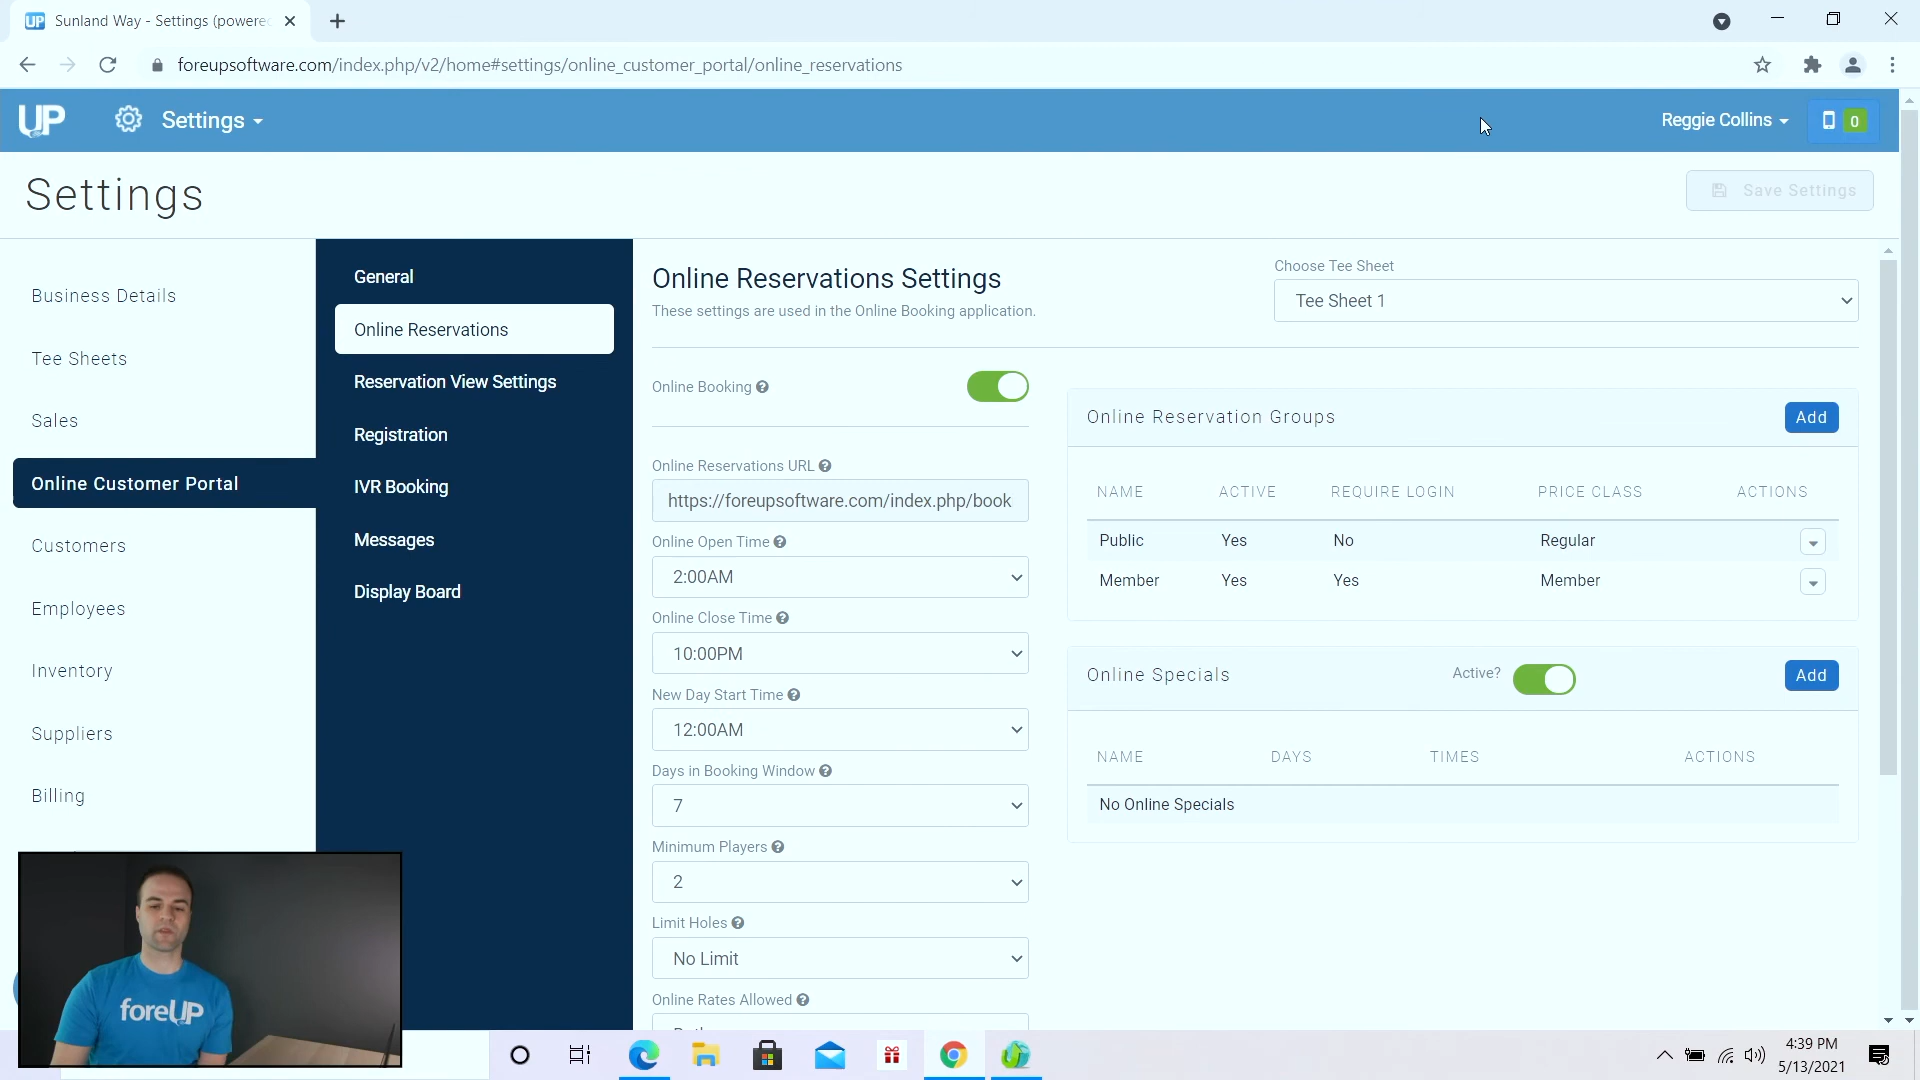 UP Sunland Way - Settings (powere
foreupsoftware.com/index.php/v2/home#settings/online_customer_portal/online_reservations
UP Settings Reggie Collins 0
Settings
Save Settings
Business Details
Tee Sheets
Sales
Online Customer Portal
Customers
Employees
Inventory
Suppliers
Billing
General
Online Reservations
Reservation View Settings
Registration
IVR Booking
Messages
Display Board
Online Reservations Settings
These settings are used in the Online Booking application.
Choose Tee Sheet
Tee Sheet 1
Online Booking
Online Reservations URL
https://foreupsoftware.com/index.php/book
Online Open Time
2:00AM
Online Close Time
10:00PM
New Day Start Time
12:00AM
Days in Booking Window
7
Minimum Players
2
Limit Holes
No Limit
Online Rates Allowed
Online Reservation Groups Add
NAME ACTIVE REQUIRE LOGIN PRICE CLASS ACTIONS
Public Yes No Regular
Member Yes Yes Member
Online Specials Active? Add
NAME DAYS TIMES ACTIONS
No Online Specials
foreUP
4:39 PM
5/13/2021